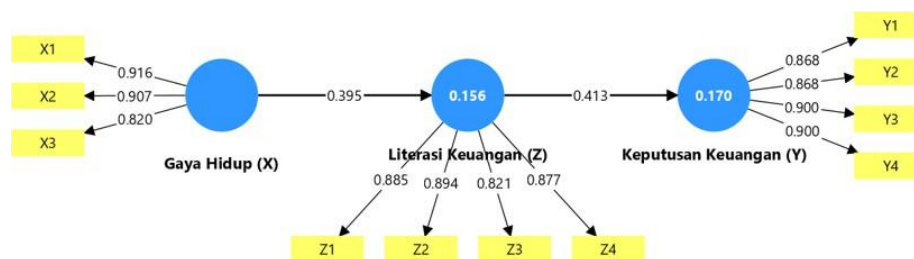 X1
X2
X3
0.916
0.907
0.820
Gaya Hidup (X)
0.395
0.156
Literasi Keuangan (Z)
0.885
0.894
0.821
0.877
Z1
Z2
Z3
Z4
0.413
0.170
Keputusan Keuangan (Y)
0.868
0.868
0.900
0.900
Y1
Y2
Y3
Y4